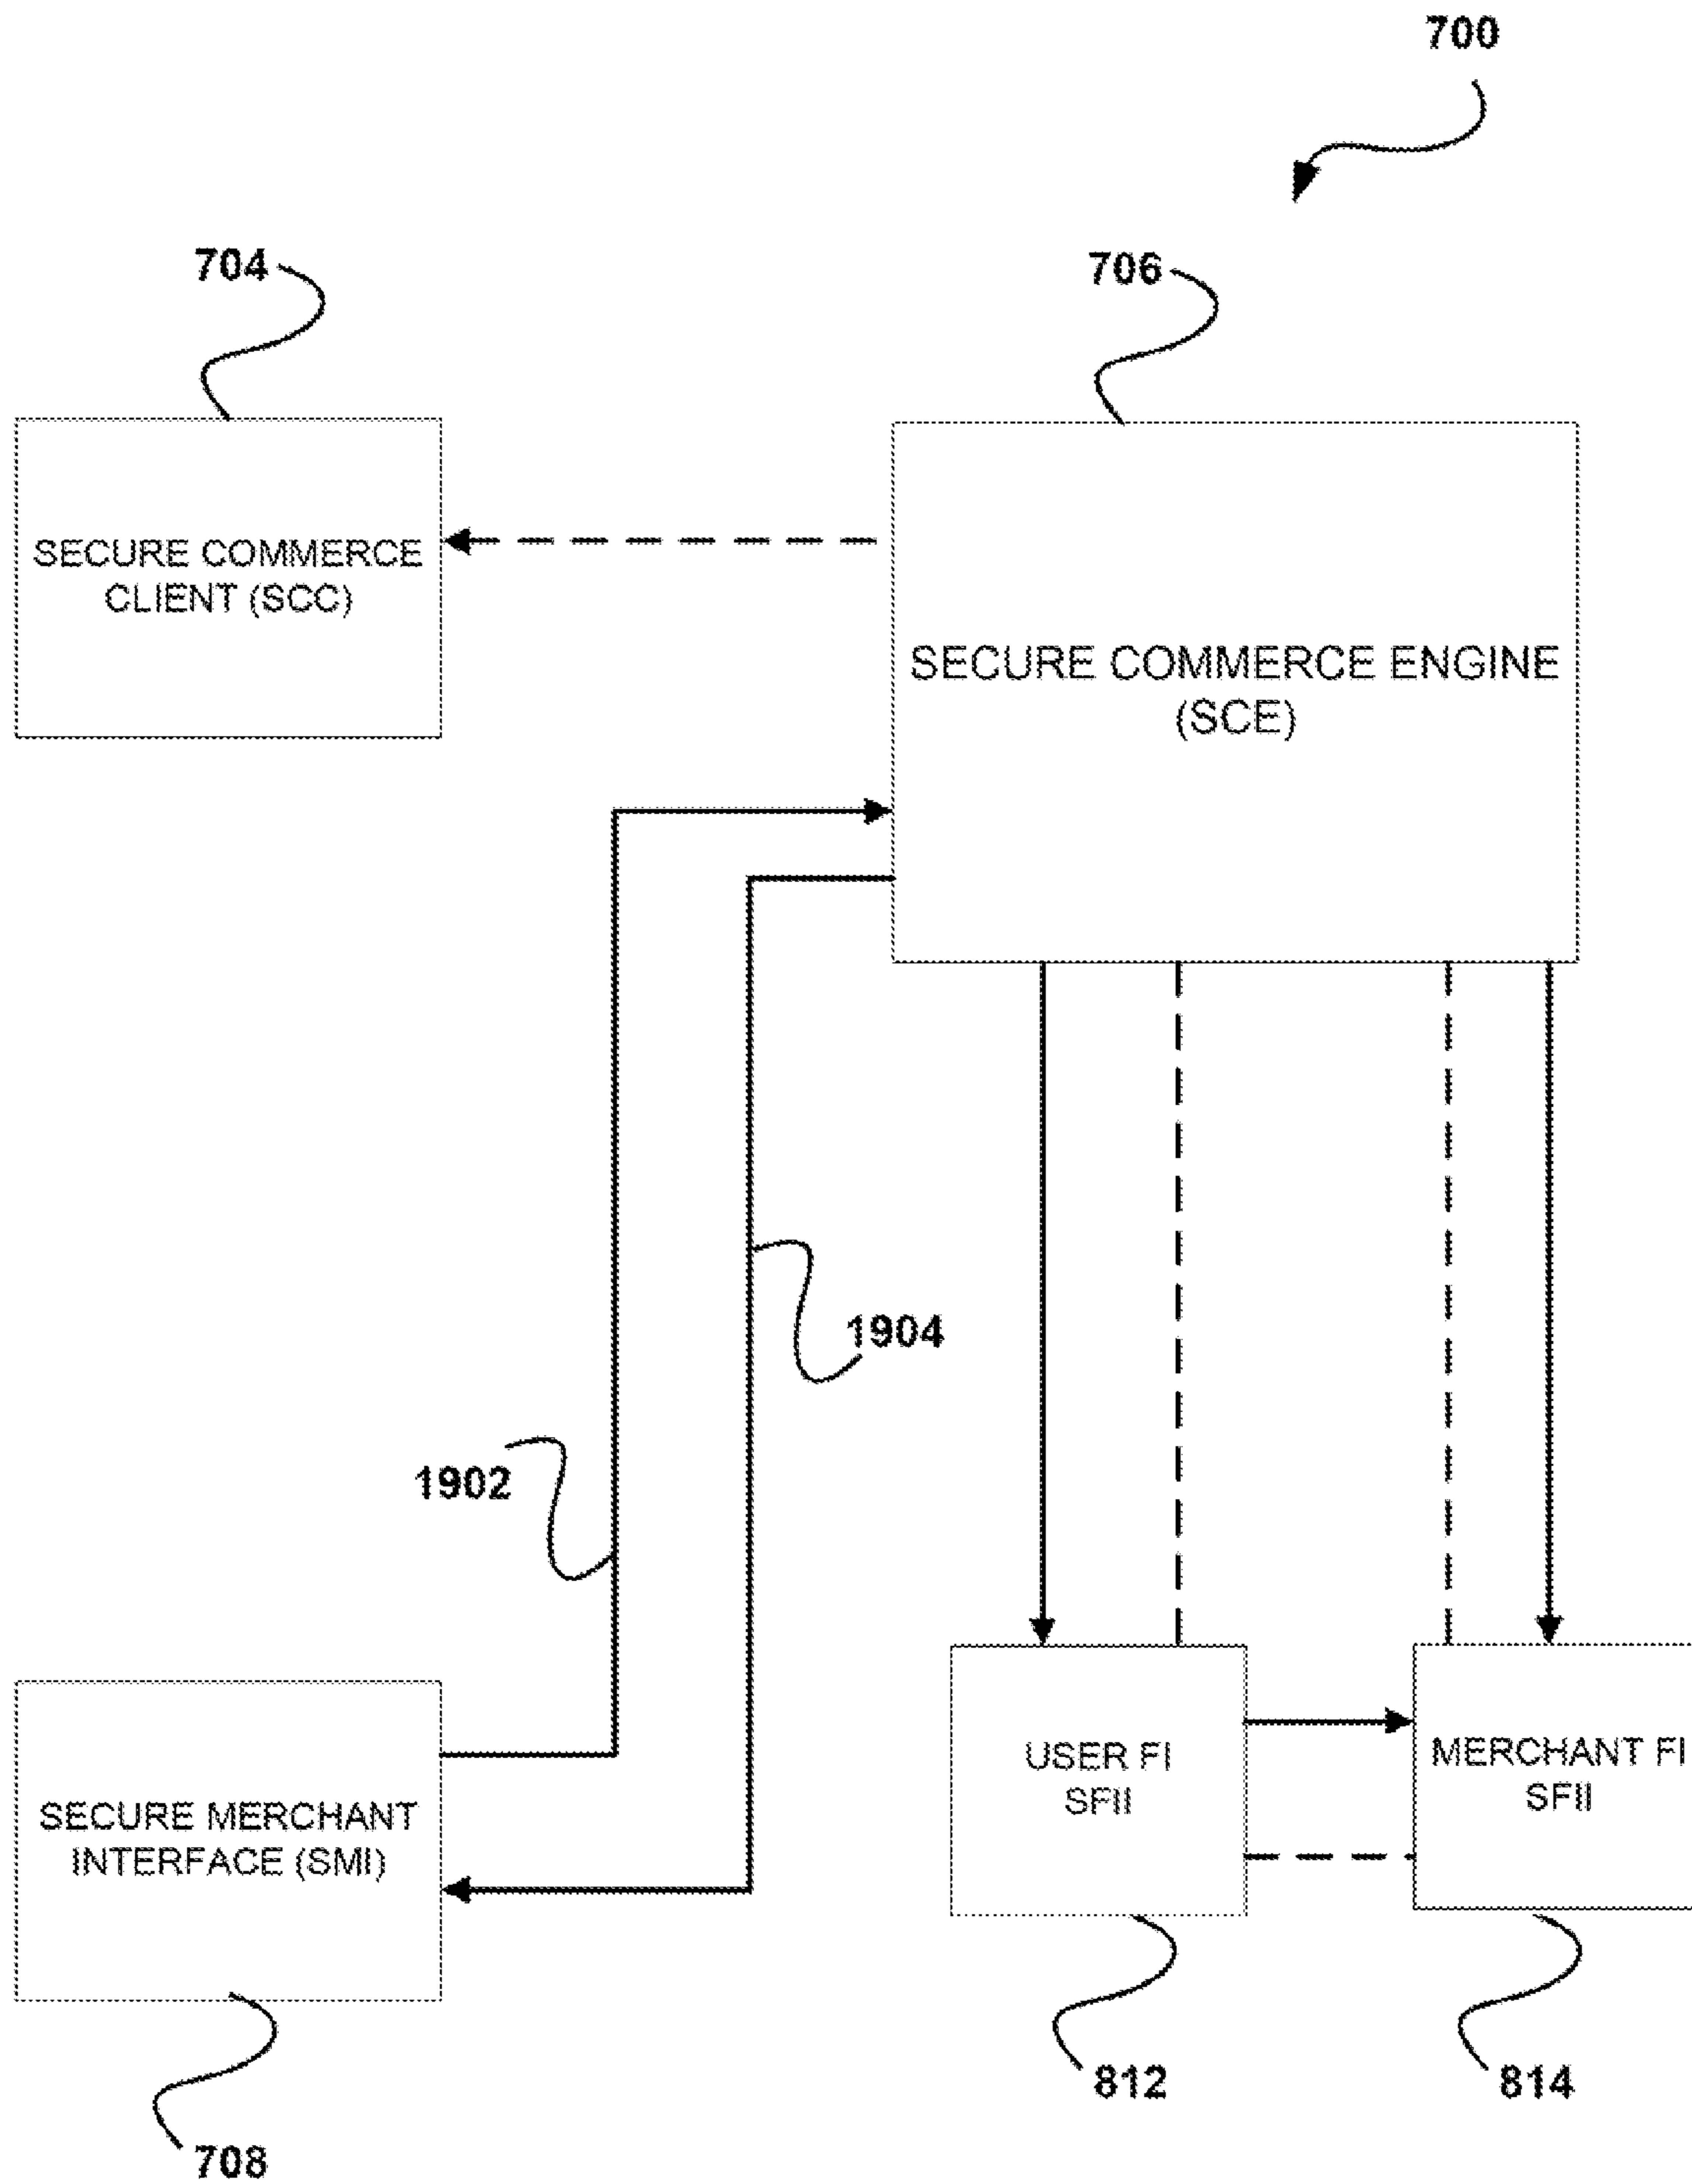 700
704
706
SECURE COMMERCE
CLIENT (SCC)
SECURE COMMERCE ENGINE
(SCE)
1904
1902
SECURE MERCHANT
INTERFACE (SMI)
USER FI
SFII
MERCHANT FI
SFII
812
814
708